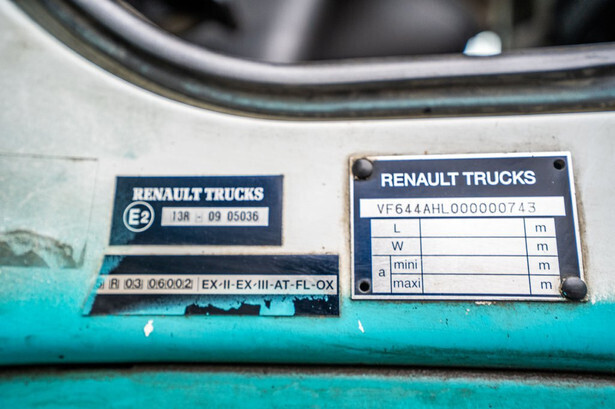 RENAULT TRUCKS
E2
13R - 09 05036
R 03 06002 EX-II-EX-III-AT-FL-OX
RENAULT TRUCKS
VF644AHL000000743
L m
W m
a mini m
maxi m